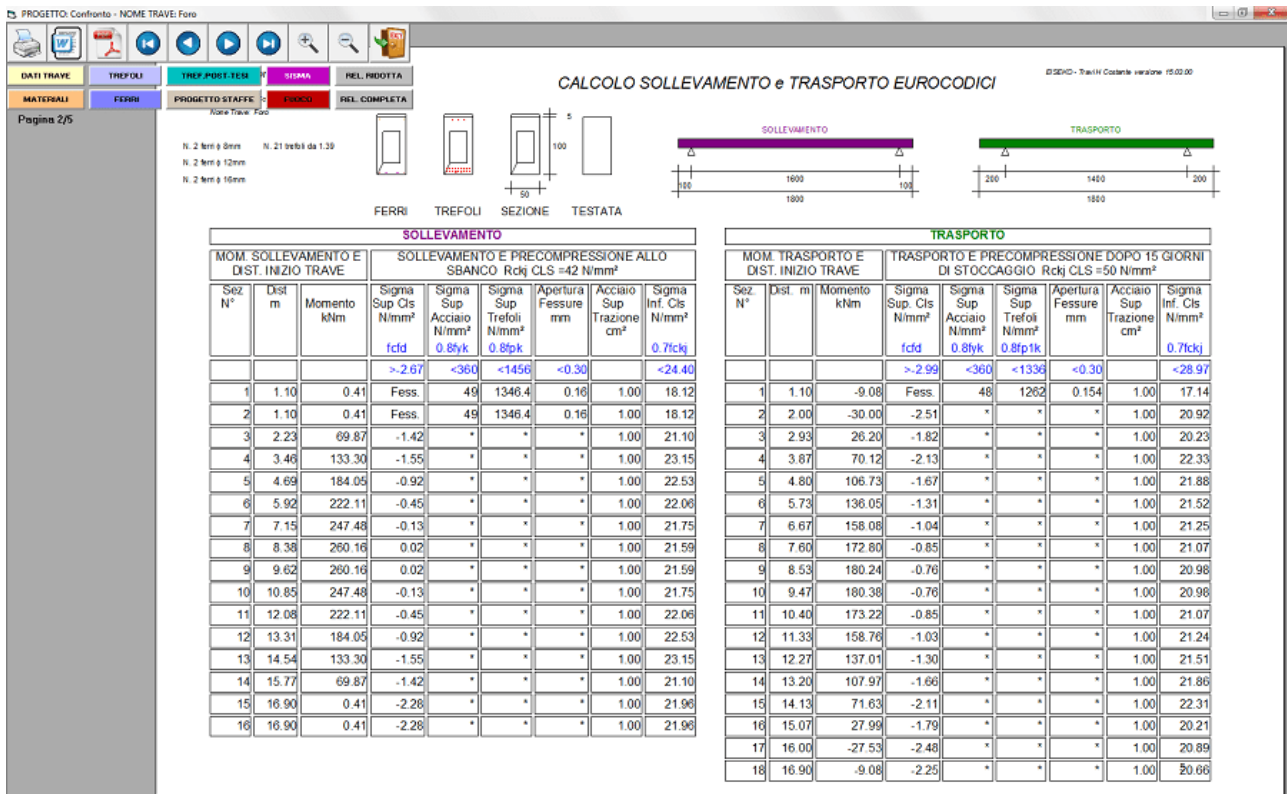 PROGETTO: Confronto - NOME TRAVE: Foro
DATI TRAVE TREFOLI TREF.POST-TESI SISMA REL. RIDOTTA
MATERIALI FERRI PROGETTO STAFFE FUOCO REL. COMPLETA
Pagina 2/5
CALCOLO SOLLEVAMENTO e TRASPORTO EUROCODICI
Nome Trave Foro
N. 2 ferri ϕ 8mm N. 21 trefoli da 1.39
N. 2 ferri ϕ 12mm
N. 2 ferri ϕ 16mm
5
100
50
FERRI TREFOLI SEZIONE TESTATA
SOLLEVAMENTO
100 1600 100
1800
TRASPORTO
200 1400 200
1800
SOLLEVAMENTO
MOM. SOLLEVAMENTO E DIST. INIZIO TRAVE
SOLLEVAMENTO E PRECOMPRESSIONE ALLO SBANCO Rckj CLS =42 N/mm²
Sez N° Dist m Momento kNm Sigma Sup Cls N/mm² Sigma Sup Acciaio N/mm² Sigma Sup Trefoli N/mm² Apertura Fessure mm Acciaio Sup Trazione cm² Sigma Inf. Cls N/mm²
fcfd 0.8fyk 0.8fpk 0.7fckj
>-2.67 <360 <1456 <0.30 <24.40
1 1.10 0.41 Fess. 49 1346.4 0.16 1.00 18.12
2 1.10 0.41 Fess. 49 1346.4 0.16 1.00 18.12
3 2.23 69.87 -1.42 * * * 1.00 21.10
4 3.46 133.30 -1.55 * * * 1.00 23.15
5 4.69 184.05 -0.92 * * * 1.00 22.53
6 5.92 222.11 -0.45 * * * 1.00 22.06
7 7.15 247.48 -0.13 * * * 1.00 21.75
8 8.38 260.16 0.02 * * * 1.00 21.59
9 9.62 260.16 0.02 * * * 1.00 21.59
10 10.85 247.48 -0.13 * * * 1.00 21.75
11 12.08 222.11 -0.45 * * * 1.00 22.06
12 13.31 184.05 -0.92 * * * 1.00 22.53
13 14.54 133.30 -1.55 * * * 1.00 23.15
14 15.77 69.87 -1.42 * * * 1.00 21.10
15 16.90 0.41 -2.28 * * * 1.00 21.96
16 16.90 0.41 -2.28 * * * 1.00 21.96
TRASPORTO
MOM. TRASPORTO E DIST. INIZIO TRAVE
TRASPORTO E PRECOMPRESSIONE DOPO 15 GIORNI DI STOCCAGGIO Rckj CLS =50 N/mm²
Sez. N° Dist. m Momento kNm Sigma Sup. Cls N/mm² Sigma Sup Acciaio N/mm² Sigma Sup Trefoli N/mm² Apertura Fessure mm Acciaio Sup Trazione cm² Sigma Inf. Cls N/mm²
fcfd 0.8fyk 0.8fp1k 0.7fckj
>-2.99 <360 <1336 <0.30 <28.97
1 1.10 -9.08 Fess. 48 1262 0.154 1.00 17.14
2 2.00 -30.00 -2.51 * * * 1.00 20.92
3 2.93 26.20 -1.82 * * * 1.00 20.23
4 3.87 70.12 -2.13 * * * 1.00 22.33
5 4.80 106.73 -1.67 * * * 1.00 21.88
6 5.73 136.05 -1.31 * * * 1.00 21.52
7 6.67 158.08 -1.04 * * * 1.00 21.25
8 7.60 172.80 -0.85 * * * 1.00 21.07
9 8.53 180.24 -0.76 * * * 1.00 20.98
10 9.47 180.38 -0.76 * * * 1.00 20.98
11 10.40 173.22 -0.85 * * * 1.00 21.07
12 11.33 158.76 -1.03 * * * 1.00 21.24
13 12.27 137.01 -1.30 * * * 1.00 21.51
14 13.20 107.97 -1.66 * * * 1.00 21.86
15 14.13 71.63 -2.11 * * * 1.00 22.31
16 15.07 27.99 -1.79 * * * 1.00 20.21
17 16.00 -27.53 -2.48 * * * 1.00 20.89
18 16.90 -9.08 -2.25 * * * 1.00 20.66